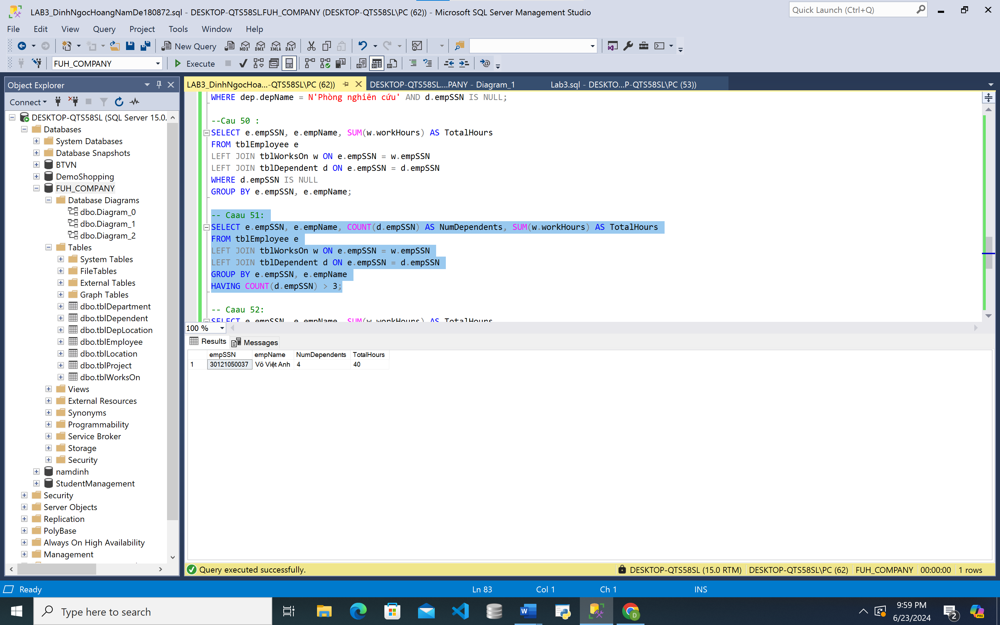 LAB3_DinhNgocHoangNamDe180872.sql - DESKTOP-QTS58SL.FUH_COMPANY (DESKTOP-QTS58SL\PC (62)) - Microsoft SQL Server Management Studio
Quick Launch (Ctrl+Q)
File Edit View Query Project Tools Window Help
New Query MDX DMX XMLA DAX
FUH_COMPANY Execute
Object Explorer
LAB3_DinhNgocHoa...-QTS58SL\PC (62))
DESKTOP-QTS58SL....PANY - Diagram_1
Lab3.sql - DESKTO...P-QTS58SL\PC (53))
Connect
DESKTOP-QTS58SL (SQL Server 15.0.
Databases
System Databases
Database Snapshots
BTVN
DemoShopping
FUH_COMPANY
Database Diagrams
dbo.Diagram_0
dbo.Diagram_1
dbo.Diagram_2
Tables
System Tables
FileTables
External Tables
Graph Tables
dbo.tblDepartment
dbo.tblDependent
dbo.tblDepLocation
dbo.tblEmployee
dbo.tblLocation
dbo.tblProject
dbo.tblWorksOn
Views
External Resources
Synonyms
Programmability
Service Broker
Storage
Security
namdinh
StudentManagement
Security
Server Objects
Replication
PolyBase
Always On High Availability
Management
WHERE dep.depName = N'Phòng nghiên cứu' AND d.empSSN IS NULL;
--Cau 50 :
SELECT e.empSSN, e.empName, SUM(w.workHours) AS TotalHours
FROM tblEmployee e
LEFT JOIN tblWorksOn w ON e.empSSN = w.empSSN
LEFT JOIN tblDependent d ON e.empSSN = d.empSSN
WHERE d.empSSN IS NULL
GROUP BY e.empSSN, e.empName;
-- Caau 51:
SELECT e.empSSN, e.empName, COUNT(d.empSSN) AS NumDependents, SUM(w.workHours) AS TotalHours
FROM tblEmployee e
LEFT JOIN tblWorksOn w ON e.empSSN = w.empSSN
LEFT JOIN tblDependent d ON e.empSSN = d.empSSN
GROUP BY e.empSSN, e.empName
HAVING COUNT(d.empSSN) > 3;
-- Caau 52:
SELECT e.empSSN, e.empName, SUM(w.workHours) AS TotalHours
100 %
Results Messages
empSSN empName NumDependents TotalHours
1 30121050037 Võ Việt Anh 4 40
Query executed successfully.
DESKTOP-QTS58SL (15.0 RTM) DESKTOP-QTS58SL\PC (62) FUH_COMPANY 00:00:00 1 rows
Ready Ln 83 Col 1 Ch 1 INS
Type here to search
9:59 PM
6/23/2024
2
PRE
W
D